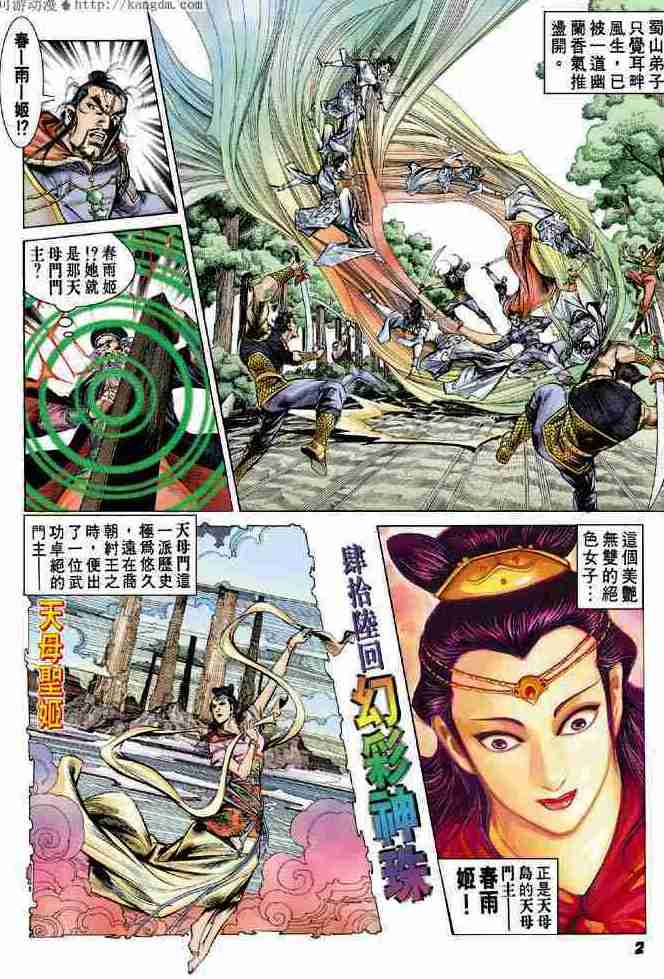 可游动漫◆http://kangdm.com/
蜀山弟子
只覺耳畔
風生，已
被一道幽
蘭香氣推
盪開。
春—雨—姬!?
春雨姬
!?她就
是那天
母門門
主？
這個美艷
無雙的絕
色女子…
正是天母
島的天母
門主——
春雨
姬！
肆拾陸回
幻彩神珠
天母門這
一派歷史
極為悠久
，遠在商
朝紂王之
時，便出
了一位武
功卓絕的
門主——
天母聖姬
2